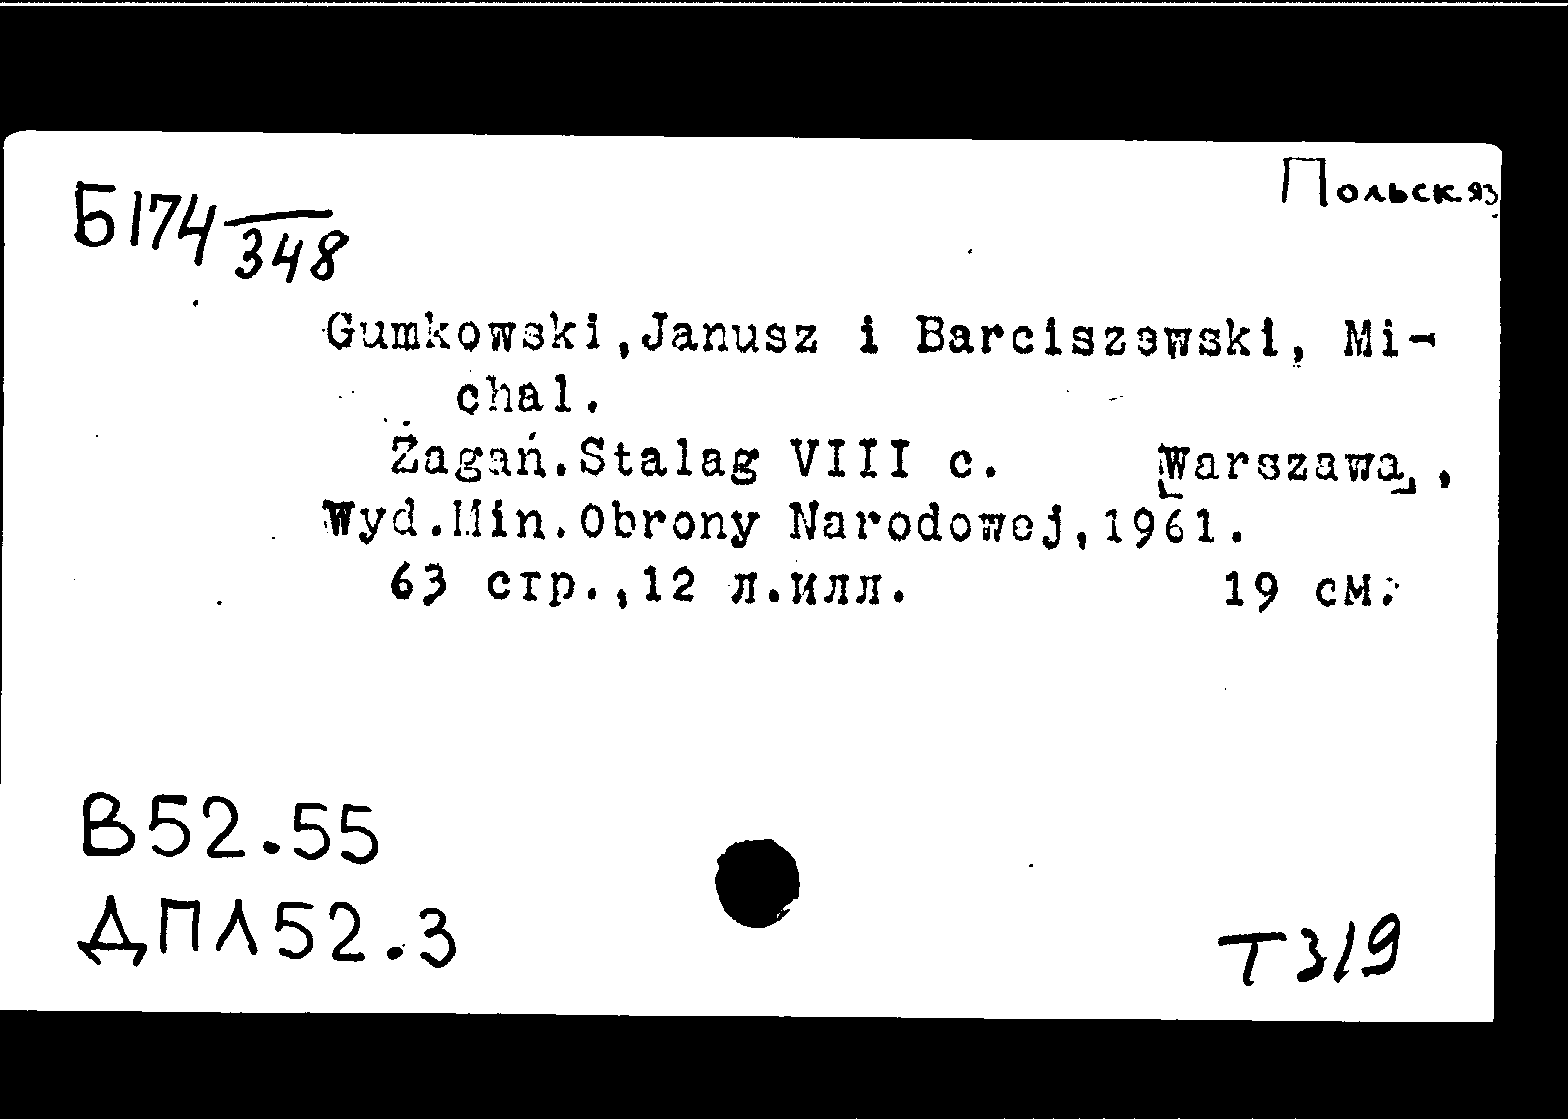 Польск яз
Б174/348
Gumkowski,Janusz i Barciszewski, Mi-
chal.
Żagań.Stalag VIII c. [Warszawa],
Wyd.Min.Obrony Narodowej,1961.
63 стр.,12 л.илл. 19 см.
В52.55
ДПЛ52.3
Т319